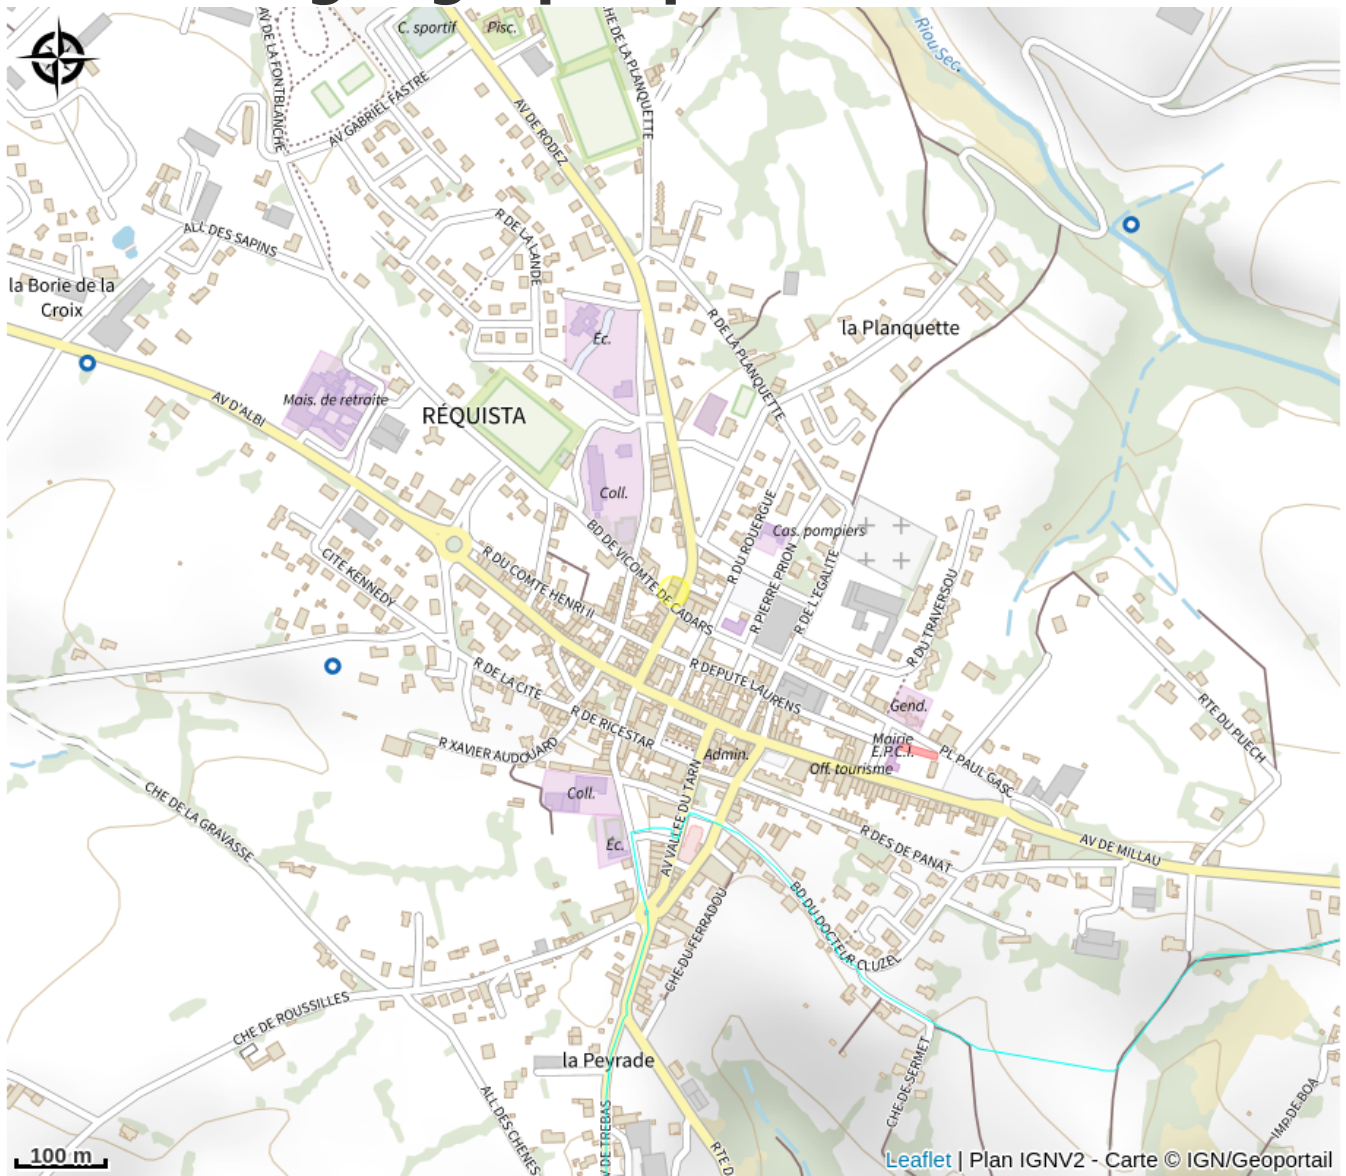 C. sportif
Pisc.
AV DE LA FONTBLANCHE
AV GABRIEL FASTRE
AV DE RODEZ
CHE DE LA PLANQUETTE
Riou Sec
ALL DES SAPINS
R DE LA LANDE
la Borie de la
Croix
Éc.
R DE LA PLANQUETTE
la Planquette
Mais. de retraite
AV D'ALBI
RÉQUISTA
Coll.
BD DE VICOMTE DE CADARS
R DU ROUERGUE
Cas. pompiers
R PIERRE PRION
R DE L'EGALITE
R DU TRAVERSOU
CITE KENNEDY
R DU COMTE HENRI II
R DE LA CITE
R DEPUTE LAURENS
R DE RICESTAR
R XAVIER AUDOUARD
Gend.
Mairie
E.P.C.I.
PL PAUL GASC
Off. tourisme
Admin.
RTE DU PUECH
CHE DE LA GRAVASSE
Coll.
Éc.
AV VALLEE DU TARN
R DES DE PANAT
AV DE MILLAU
BD DU DOCTEUR CLUZEL
CHE DU FERRADOU
CHE DE ROUSSILLES
la Peyrade
CHE DE SERMET
IMP DE BOA
ALL DES CHENES
DE TREBAS
RTE D
100 m
Leaflet | Plan IGNV2 - Carte © IGN/Geoportail